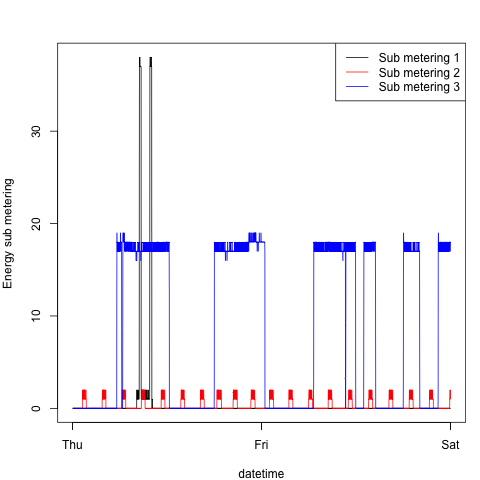 Sub metering 1
Sub metering 2
Sub metering 3
Energy sub metering
30
20
10
0
Thu Fri Sat
datetime